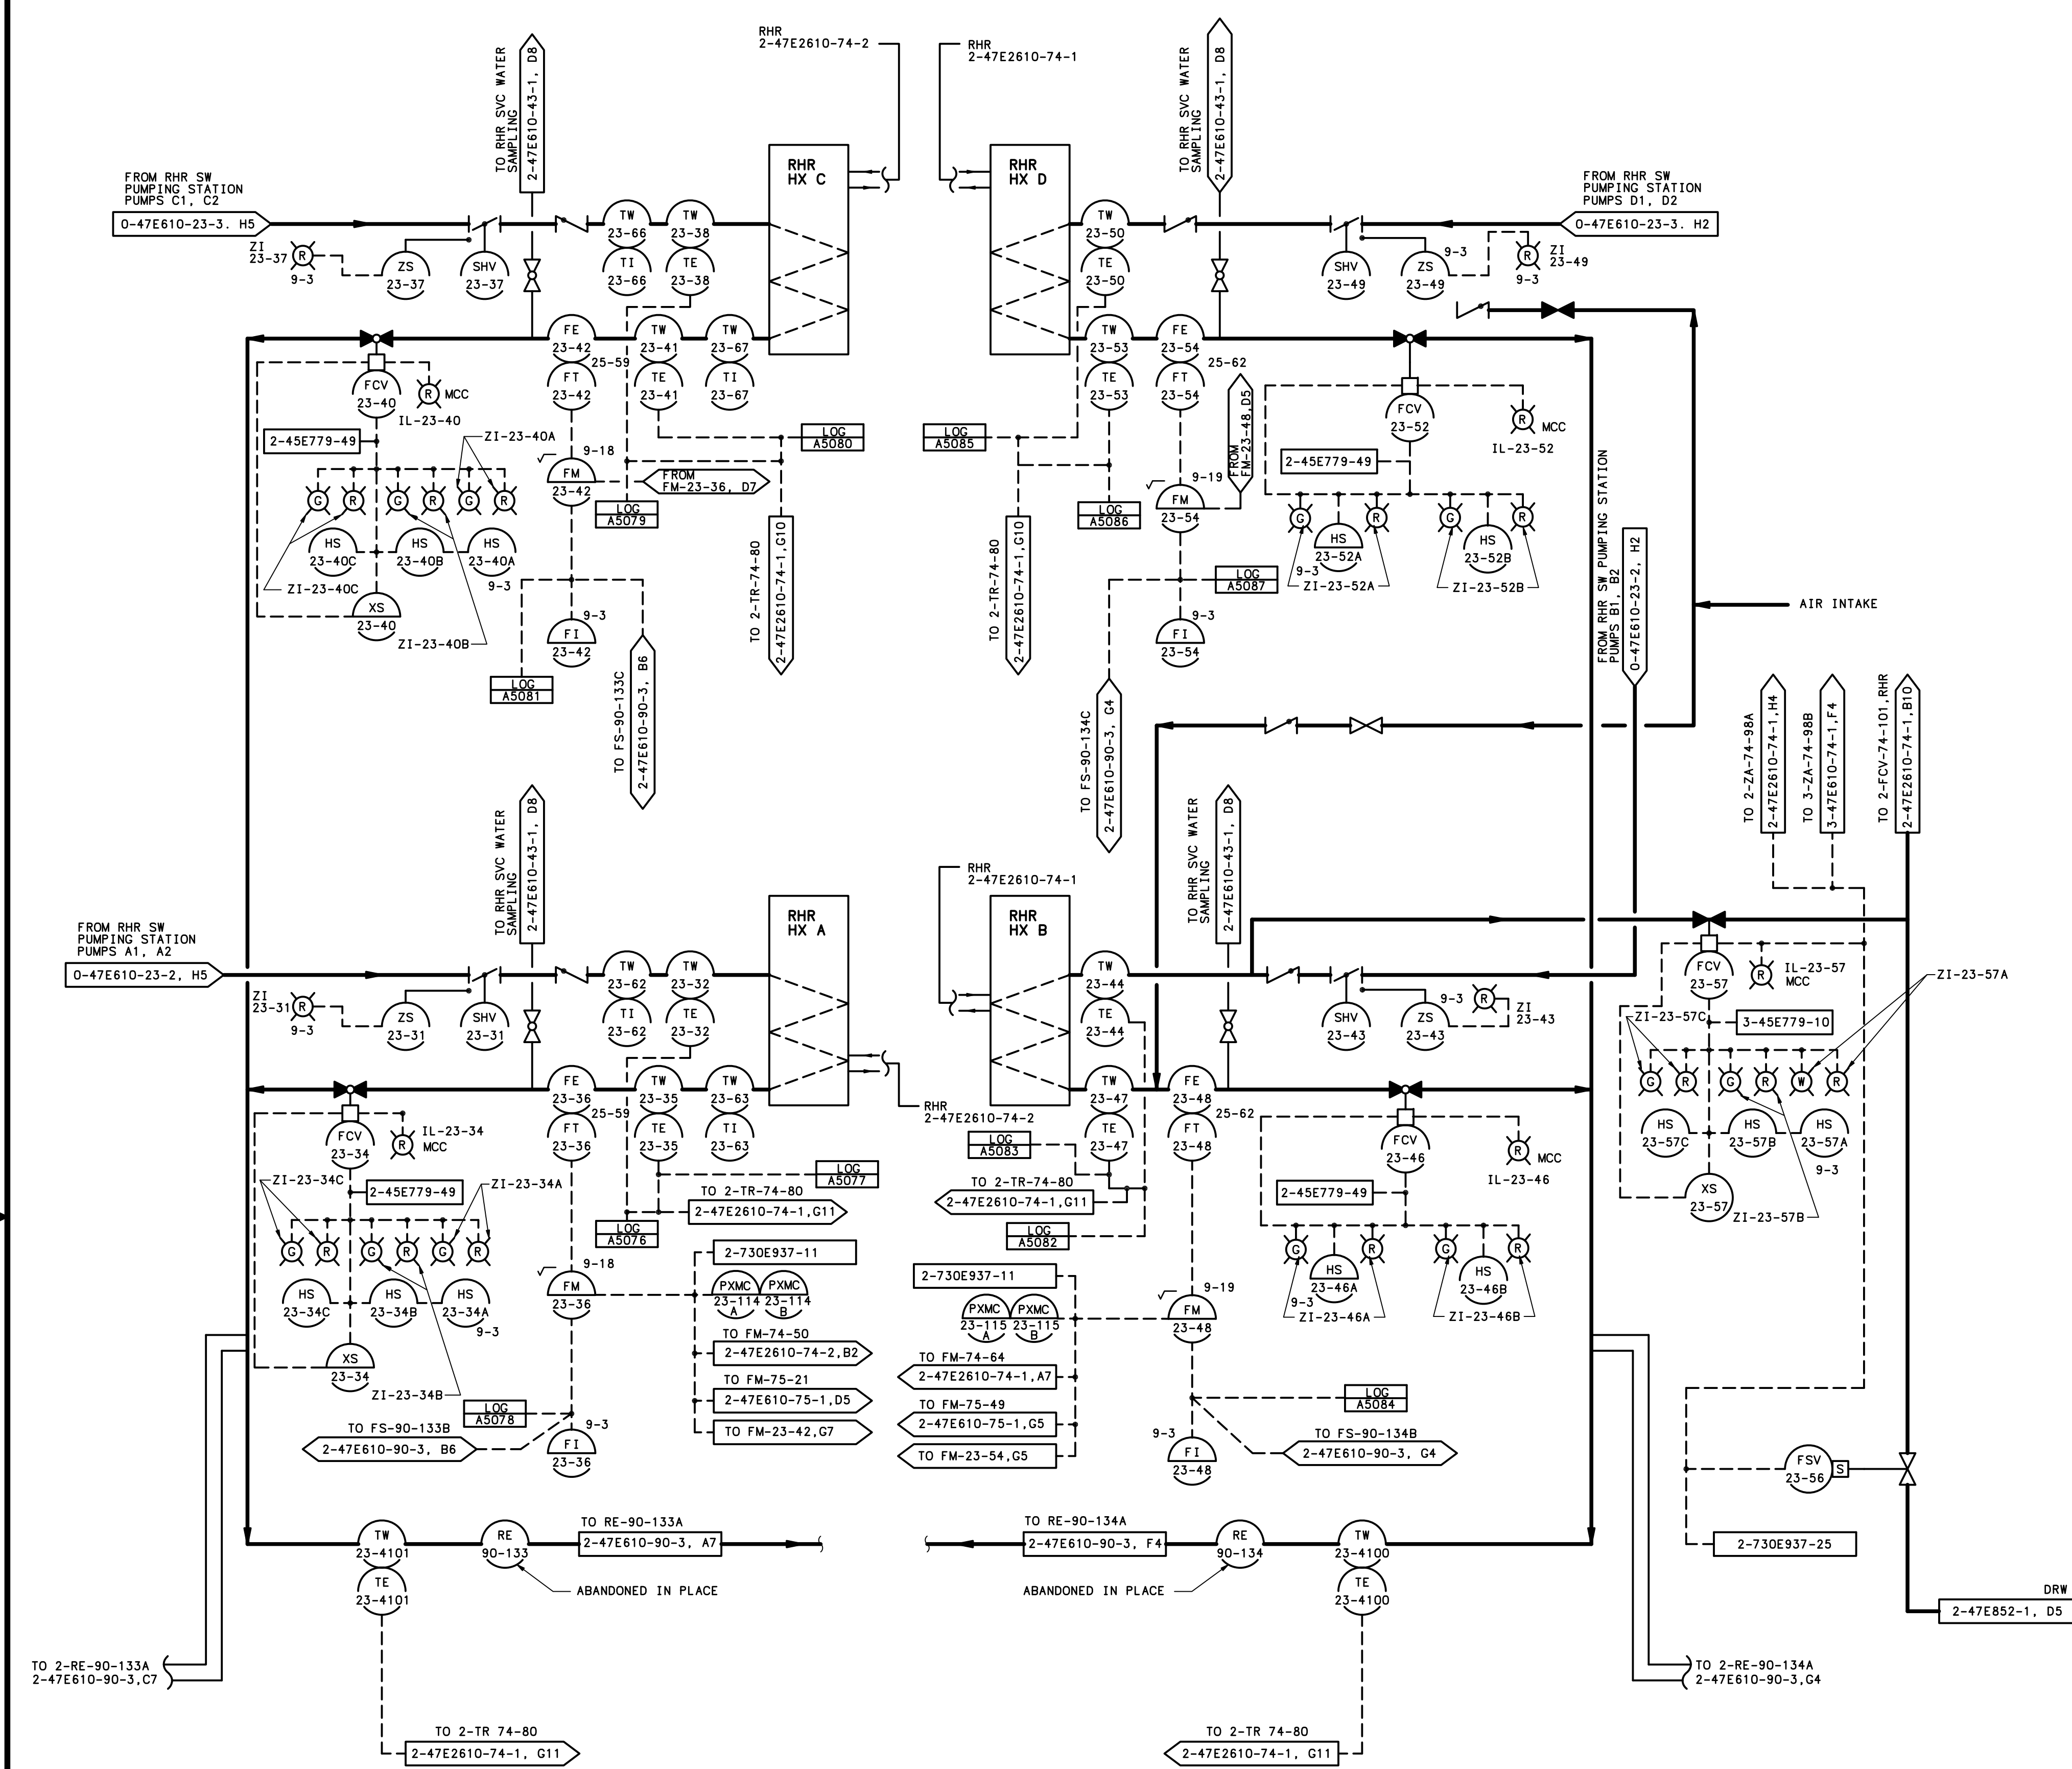 RHR
2-47E2610-74-2
RHR
2-47E2610-74-1
TO RHR SVC WATER
SAMPLING
2-47E610-43-1, D8
TO RHR SVC WATER
SAMPLING
2-47E610-43-1, D8
FROM RHR SW
PUMPING STATION
PUMPS C1, C2
0-47E610-23-3. H5
ZI
23-37
R
9-3
ZS
23-37
SHV
23-37
TW
23-66
TI
23-66
TW
23-38
TE
23-38
RHR
HX C
RHR
HX D
TW
23-50
TE
23-50
SHV
23-49
ZS
23-49
9-3
R
9-3
ZI
23-49
FROM RHR SW
PUMPING STATION
PUMPS D1, D2
0-47E610-23-3. H2
FCV
23-40
R
MCC
IL-23-40
2-45E779-49
ZI-23-40A
G
R
G
R
G
R
HS
23-40C
HS
23-40B
HS
23-40A
9-3
ZI-23-40C
XS
23-40
ZI-23-40B
FE
23-42
25-59
FT
23-42
TW
23-41
TE
23-41
TW
23-67
TI
23-67
9-18
FM
23-42
FROM
FM-23-36, D7
LOG
A5080
LOG
A5079
9-3
FI
23-42
LOG
A5081
TO FS-90-133C
2-47E610-90-3, B6
TO 2-TR-74-80
2-47E2610-74-1,G10
TW
23-53
TE
23-53
FE
23-54
25-62
FT
23-54
LOG
A5085
LOG
A5086
TO 2-TR-74-80
2-47E2610-74-1,G10
9-19
FM
23-54
FROM
FM-23-48,D5
LOG
A5087
9-3
FI
23-54
TO FS-90-134C
2-47E610-90-3, G4
FCV
23-52
R
MCC
IL-23-52
2-45E779-49
G
R
G
R
HS
23-52A
9-3
ZI-23-52A
HS
23-52B
ZI-23-52B
FROM RHR SW PUMPING STATION
PUMPS B1, B2
0-47E610-23-2, H2
AIR INTAKE
TO 2-ZA-74-98A
2-47E2610-74-1,H4
TO 3-ZA-74-98B
3-47E610-74-1,F4
TO 2-FCV-74-101,RHR
2-47E2610-74-1,B10
TO RHR SVC WATER
SAMPLING
2-47E610-43-1, D8
RHR
2-47E2610-74-1
TO RHR SVC WATER
SAMPLING
2-47E610-43-1, D8
FROM RHR SW
PUMPING STATION
PUMPS A1, A2
0-47E610-23-2, H5
ZI
23-31
R
9-3
ZS
23-31
SHV
23-31
TW
23-62
TI
23-62
TW
23-32
TE
23-32
RHR
HX A
RHR
HX B
RHR
2-47E2610-74-2
TW
23-44
TE
23-44
SHV
23-43
ZS
23-43
9-3
R
ZI
23-43
FCV
23-57
R
IL-23-57
MCC
ZI-23-57A
ZI-23-57C
3-45E779-10
G
R
G
R
W
R
HS
23-57C
HS
23-57B
HS
23-57A
9-3
XS
23-57
ZI-23-57B
FCV
23-34
R
IL-23-34
MCC
ZI-23-34C
2-45E779-49
ZI-23-34A
G
R
G
R
G
R
HS
23-34C
HS
23-34B
HS
23-34A
9-3
XS
23-34
ZI-23-34B
FE
23-36
25-59
FT
23-36
TW
23-35
TE
23-35
TW
23-63
TI
23-63
LOG
A5077
TO 2-TR-74-80
2-47E2610-74-1,G11
LOG
A5076
9-18
FM
23-36
2-730E937-11
PXMC
23-114
A
PXMC
23-114
B
TO FM-74-50
2-47E2610-74-2,B2
TO FM-75-21
2-47E610-75-1,D5
TO FM-23-42,G7
LOG
A5078
TO FS-90-133B
2-47E610-90-3, B6
9-3
FI
23-36
TW
23-47
TE
23-47
FE
23-48
25-62
FT
23-48
LOG
A5083
TO 2-TR-74-80
2-47E2610-74-1,G11
LOG
A5082
2-730E937-11
PXMC
23-115
A
PXMC
23-115
B
9-19
FM
23-48
TO FM-74-64
2-47E2610-74-1,A7
TO FM-75-49
2-47E610-75-1,G5
TO FM-23-54,G5
LOG
A5084
9-3
FI
23-48
TO FS-90-134B
2-47E610-90-3, G4
FCV
23-46
R
MCC
IL-23-46
2-45E779-49
G
R
G
R
HS
23-46A
9-3
ZI-23-46A
HS
23-46B
ZI-23-46B
FSV
23-56
S
2-730E937-25
DRW
2-47E852-1, D5
TW
23-4101
TE
23-4101
RE
90-133
TO RE-90-133A
2-47E610-90-3, A7
ABANDONED IN PLACE
TO RE-90-134A
2-47E610-90-3, F4
RE
90-134
ABANDONED IN PLACE
TW
23-4100
TE
23-4100
TO 2-RE-90-133A
2-47E610-90-3,C7
TO 2-RE-90-134A
2-47E610-90-3,G4
TO 2-TR 74-80
2-47E2610-74-1, G11
TO 2-TR 74-80
2-47E2610-74-1, G11